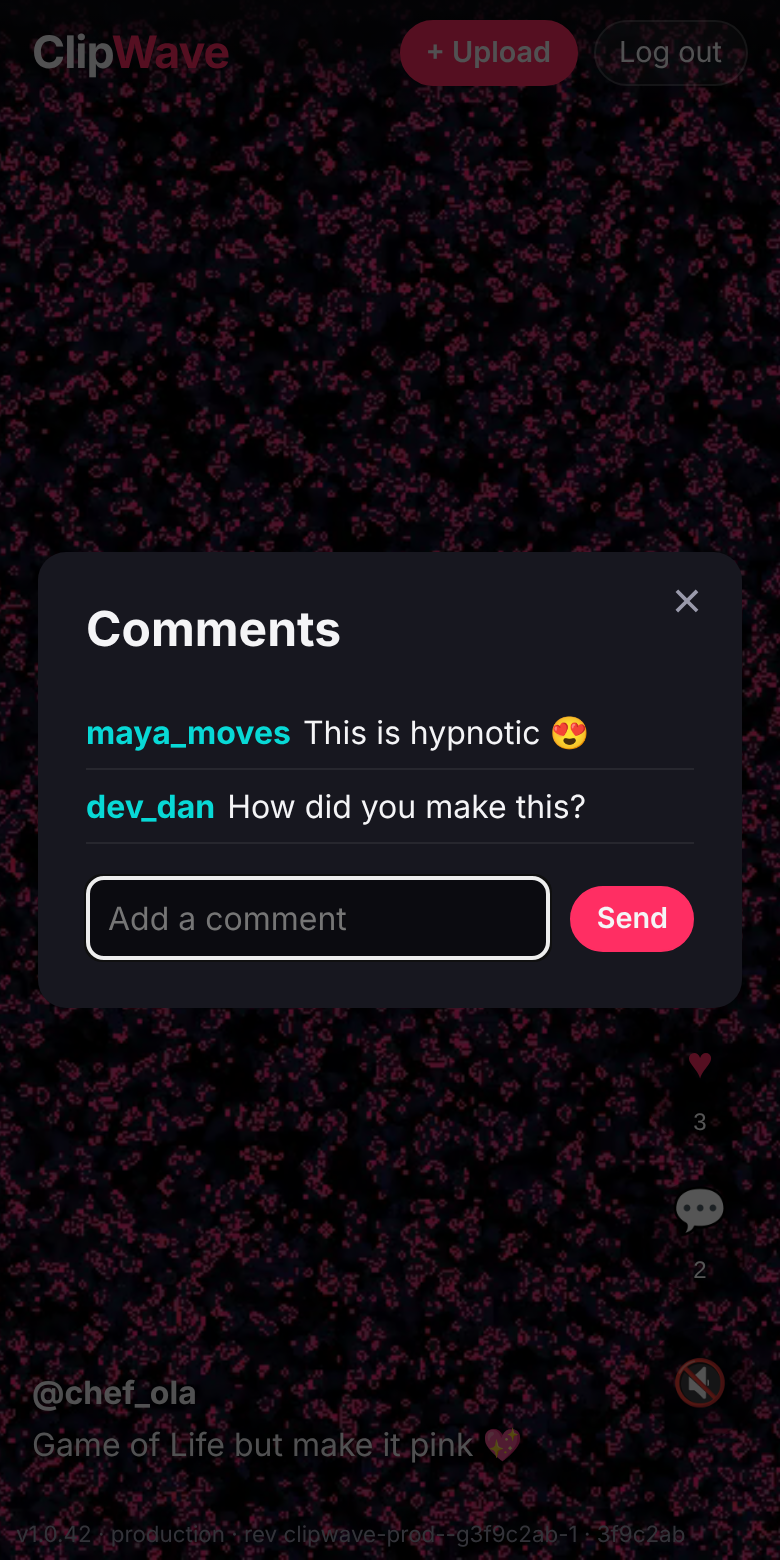 ClipWave
+ Upload
Log out
Comments
maya_moves This is hypnotic 😍
dev_dan How did you make this?
Add a comment
Send
3
2
@chef_ola
Game of Life but make it pink 💖
v1.0.42 · production · rev clipwave-prod--g3f9c2ab-1 · 3f9c2ab